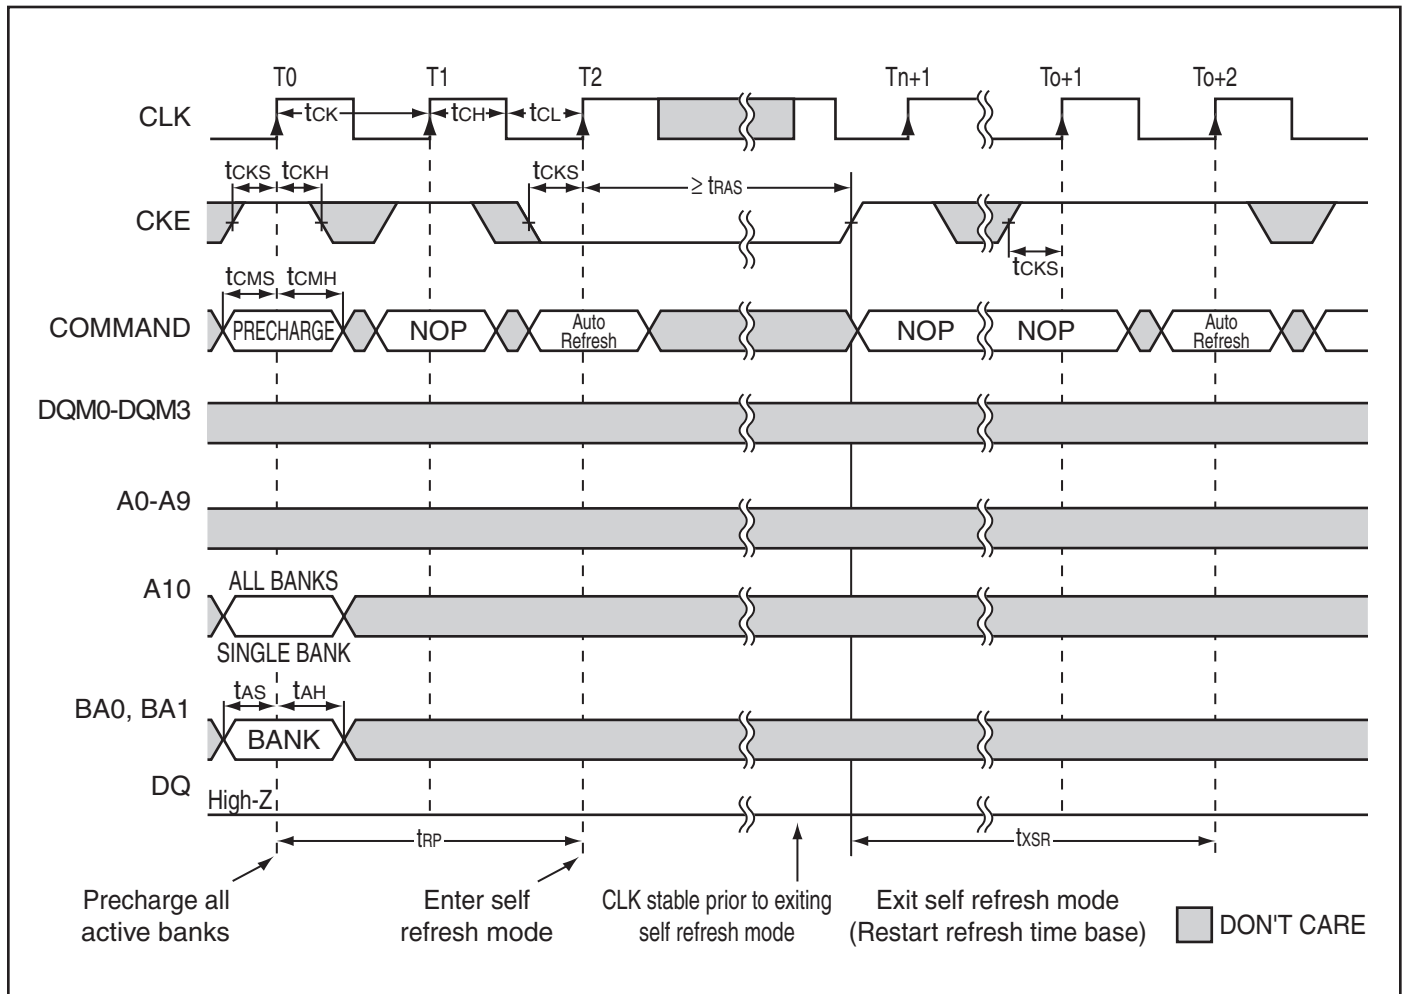 T0 T1 T2 Tn+1 To+1 To+2
CLK
tCK tCH tCL
tCKS tCKH tCKS ≥ tRAS
CKE
tCKS
tCMS tCMH
COMMAND PRECHARGE NOP Auto Refresh NOP NOP Auto Refresh
DQM0-DQM3
A0-A9
A10 ALL BANKS
SINGLE BANK
tAS tAH
BA0, BA1
BANK
DQ
High-Z
tRP tXSR
Precharge all
active banks
Enter self
refresh mode
CLK stable prior to exiting
self refresh mode
Exit self refresh mode
(Restart refresh time base)
DON'T CARE